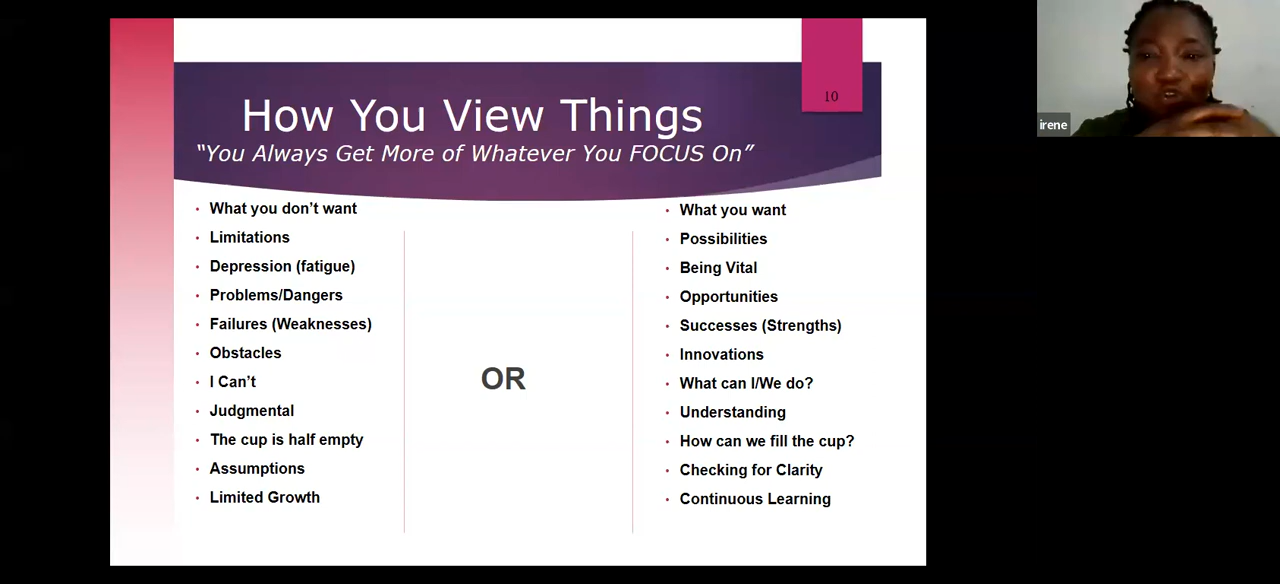 10
How You View Things
“You Always Get More of Whatever You FOCUS On”
What you don’t want
Limitations
Depression (fatigue)
Problems/Dangers
Failures (Weaknesses)
Obstacles
I Can’t
Judgmental
The cup is half empty
Assumptions
Limited Growth
OR
What you want
Possibilities
Being Vital
Opportunities
Successes (Strengths)
Innovations
What can I/We do?
Understanding
How can we fill the cup?
Checking for Clarity
Continuous Learning
irene